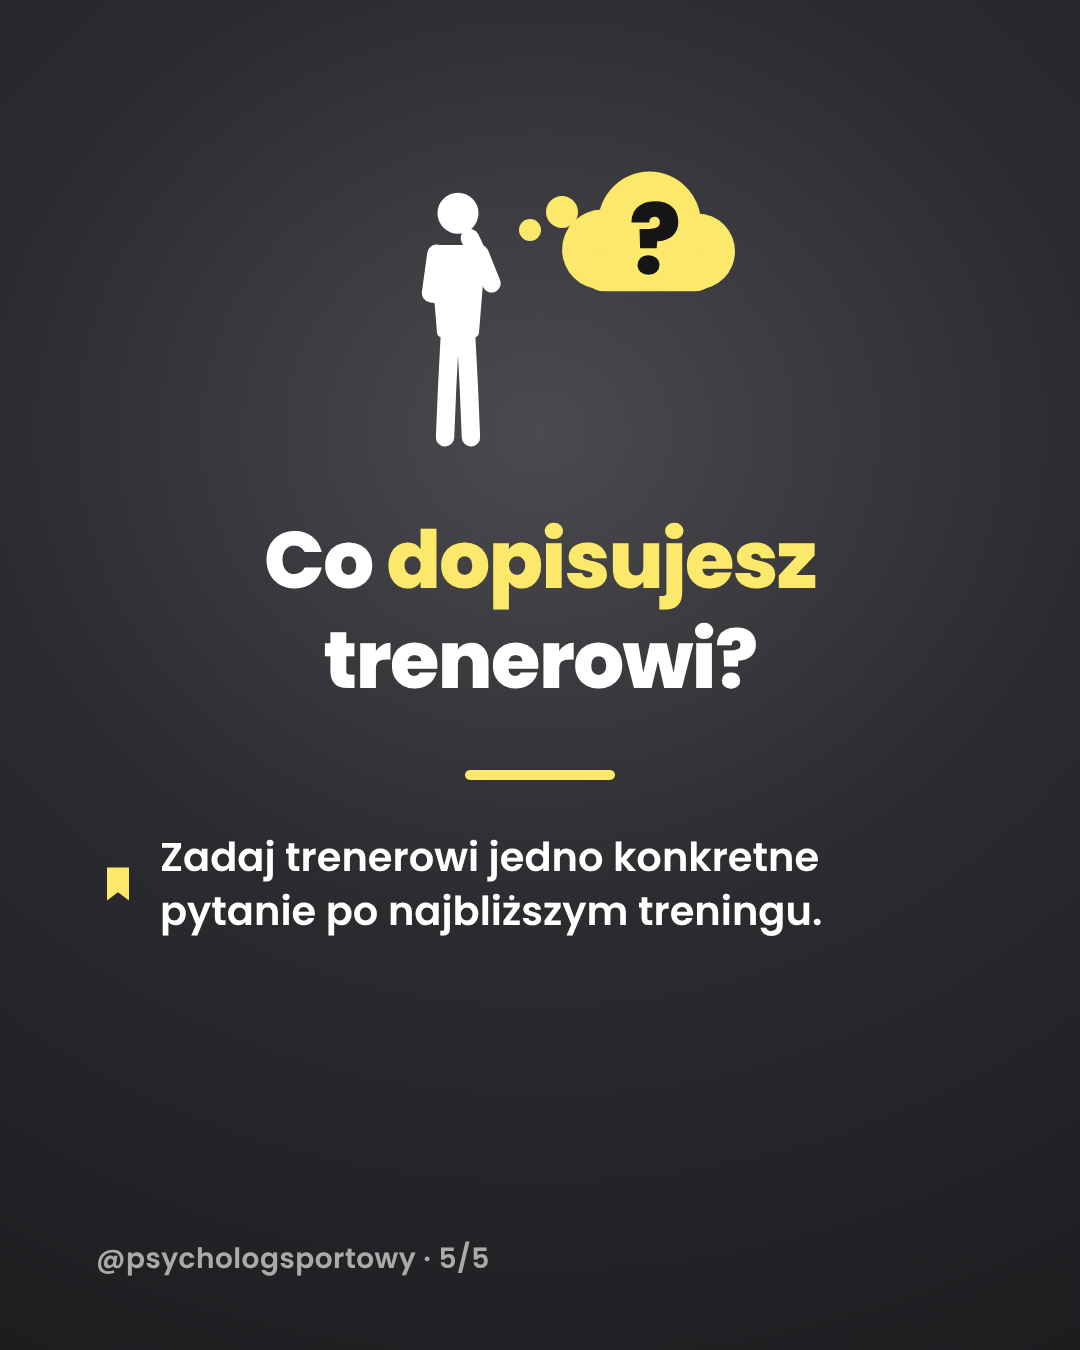 ?
Co dopisujesz
trenerowi?
Zadaj trenerowi jedno konkretne
pytanie po najbliższym treningu.
@psychologsportowy · 5/5